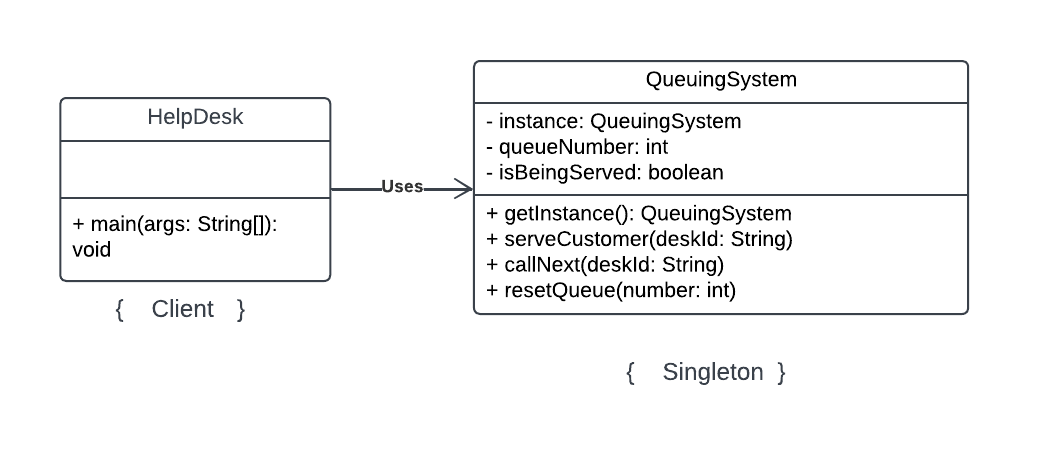 HelpDesk
+ main(args: String[]):
void
{ Client }
Uses
QueuingSystem
- instance: QueuingSystem
- queueNumber: int
- isBeingServed: boolean
+ getInstance(): QueuingSystem
+ serveCustomer(deskId: String)
+ callNext(deskId: String)
+ resetQueue(number: int)
{ Singleton }